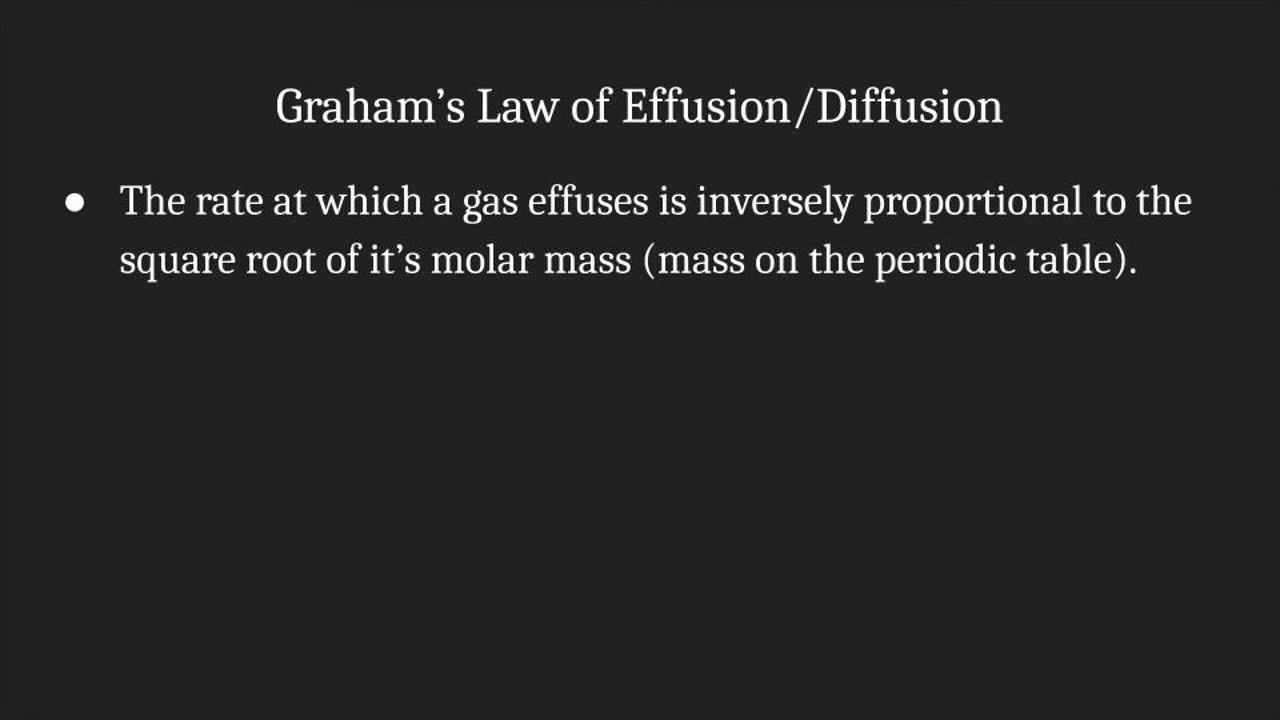 Graham’s Law of Effusion/Diffusion
● The rate at which a gas effuses is inversely proportional to the
square root of it’s molar mass (mass on the periodic table).